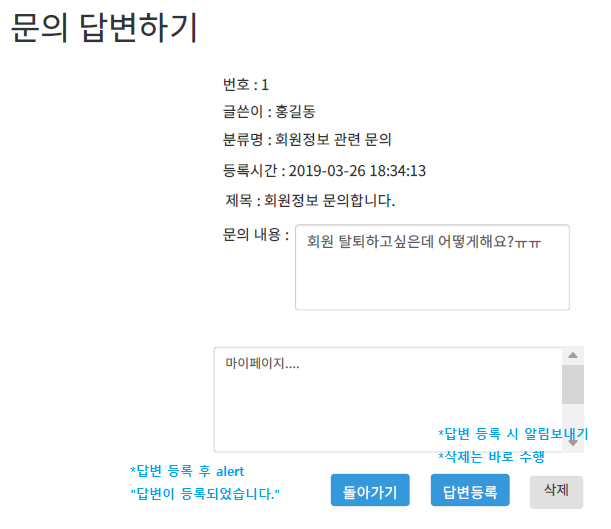 문의 답변하기
번호 : 1
글쓴이 : 홍길동
분류명 : 회원정보 관련 문의
등록시간 : 2019-03-26 18:34:13
제목 : 회원정보 문의합니다.
문의 내용 : 회원 탈퇴하고싶은데 어떻게해요?ㅠㅠ
마이페이지....
*답변 등록 시 알림보내기
*삭제는 바로 수행
*답변 등록 후 alert
"답변이 등록되었습니다."
돌아가기 답변등록 삭제